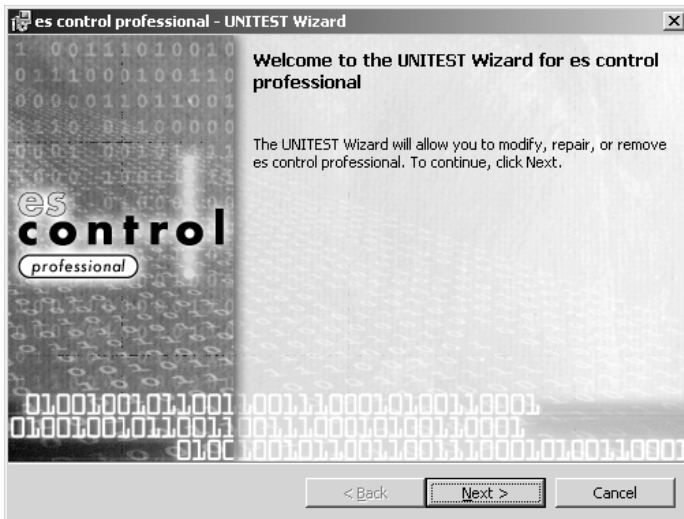 es control professional - UNITEST Wizard
Welcome to the UNITEST Wizard for es control
professional
The UNITEST Wizard will allow you to modify, repair, or remove
es control professional. To continue, click Next.
es
control
professional
< Back
Next >
Cancel